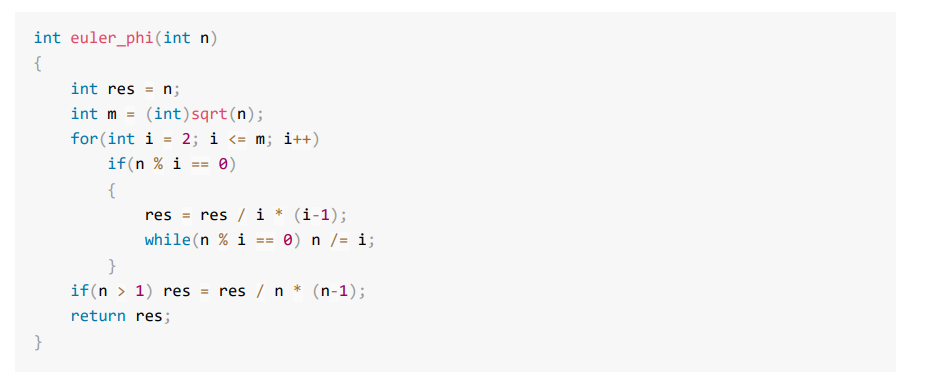 int euler_phi(int n)
{
    int res = n;
    int m = (int)sqrt(n);
    for(int i = 2; i <= m; i++)
        if(n % i == 0)
        {
            res = res / i * (i-1);
            while(n % i == 0) n /= i;
        }
    if(n > 1) res = res / n * (n-1);
    return res;
}